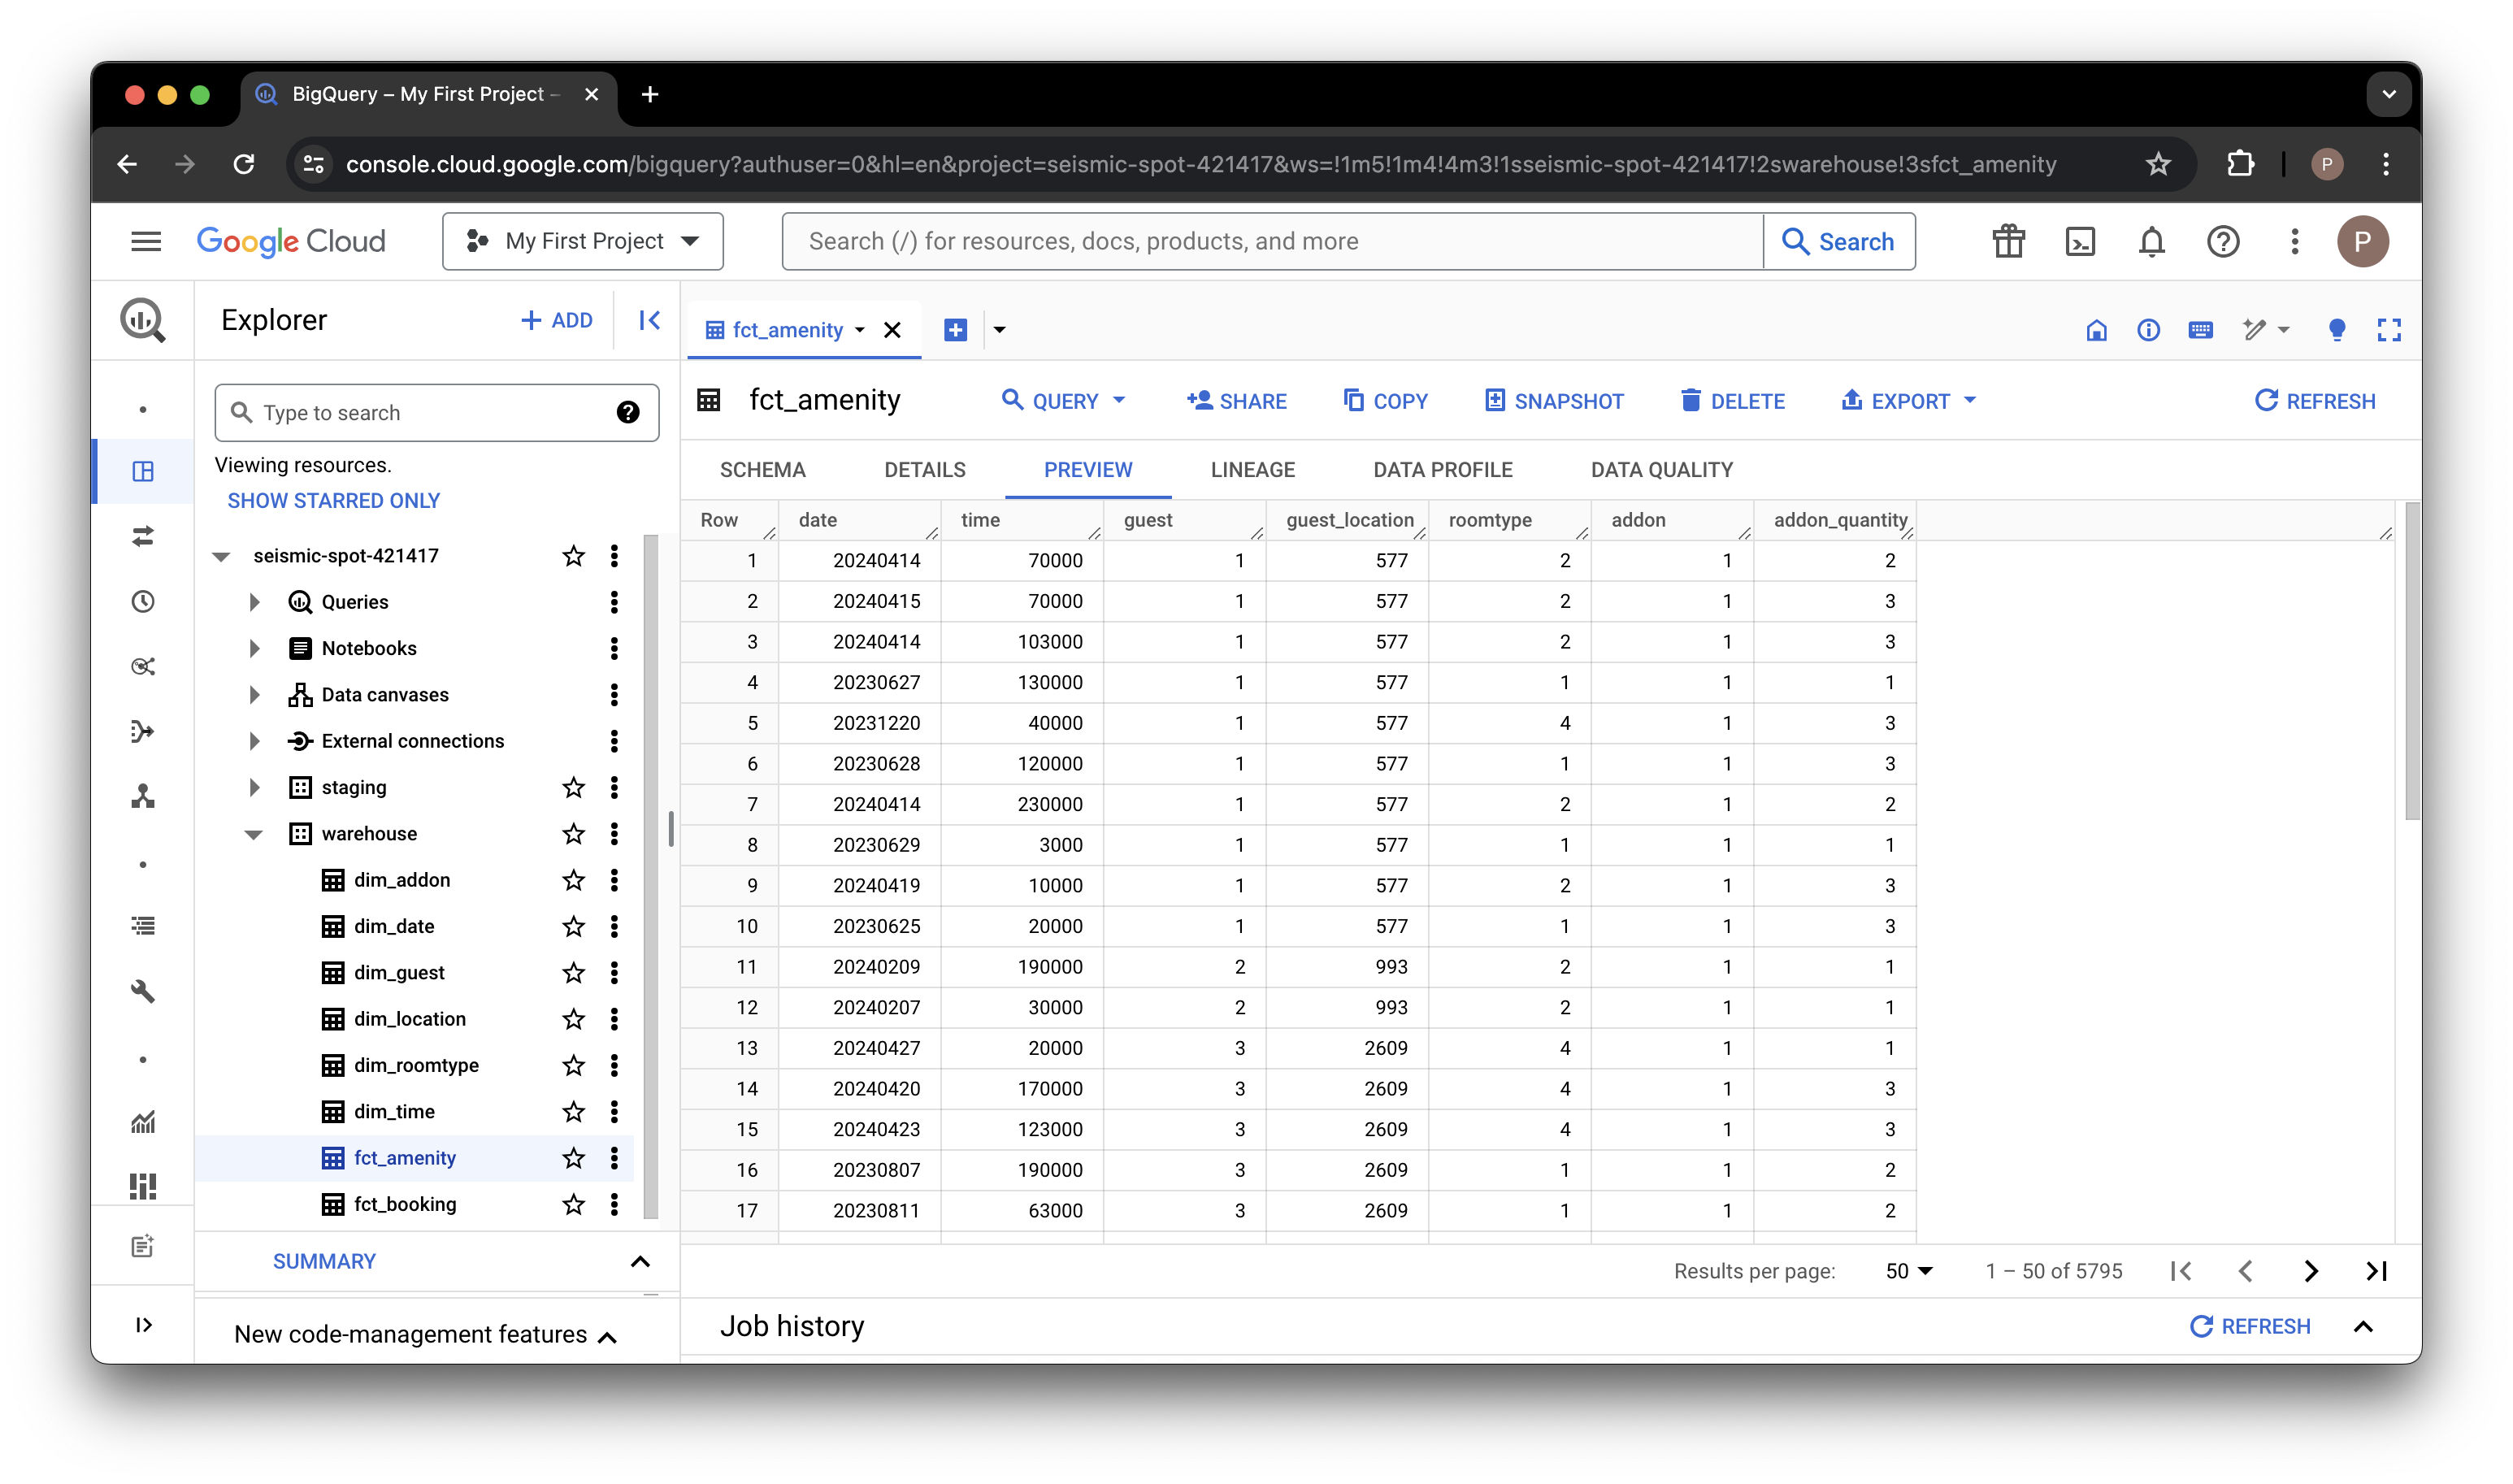 BigQuery – My First Project –
console.cloud.google.com/bigquery?authuser=0&hl=en&project=seismic-spot-421417&ws=!1m5!1m4!4m3!1sseismic-spot-421417!2swarehouse!3sfct_amenity
P
Google Cloud
My First Project
Search (/) for resources, docs, products, and more
Search
P
Explorer
ADD
Type to search
Viewing resources.
SHOW STARRED ONLY
seismic-spot-421417
Queries
Notebooks
Data canvases
External connections
staging
warehouse
dim_addon
dim_date
dim_guest
dim_location
dim_roomtype
dim_time
fct_amenity
fct_booking
SUMMARY
New code-management features
fct_amenity
fct_amenity QUERY SHARE COPY SNAPSHOT DELETE EXPORT REFRESH
SCHEMA DETAILS PREVIEW LINEAGE DATA PROFILE DATA QUALITY
Row date time guest guest_location roomtype addon addon_quantity
1 20240414 70000 1 577 2 1 2
2 20240415 70000 1 577 2 1 3
3 20240414 103000 1 577 2 1 3
4 20230627 130000 1 577 1 1 1
5 20231220 40000 1 577 4 1 3
6 20230628 120000 1 577 1 1 3
7 20240414 230000 1 577 2 1 2
8 20230629 3000 1 577 1 1 1
9 20240419 10000 1 577 2 1 3
10 20230625 20000 1 577 1 1 3
11 20240209 190000 2 993 2 1 1
12 20240207 30000 2 993 2 1 1
13 20240427 20000 3 2609 4 1 1
14 20240420 170000 3 2609 4 1 3
15 20240423 123000 3 2609 4 1 3
16 20230807 190000 3 2609 1 1 2
17 20230811 63000 3 2609 1 1 2
Results per page: 50 1 – 50 of 5795
Job history REFRESH